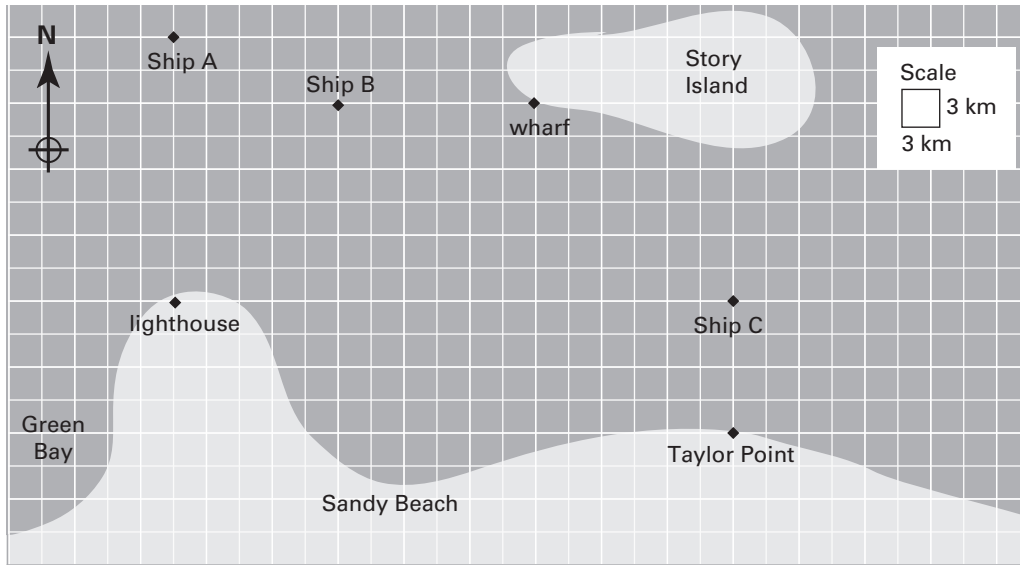 N
Ship A
Ship B
Story
Island
wharf
Scale
3 km
3 km
lighthouse
Ship C
Green
Bay
Taylor Point
Sandy Beach